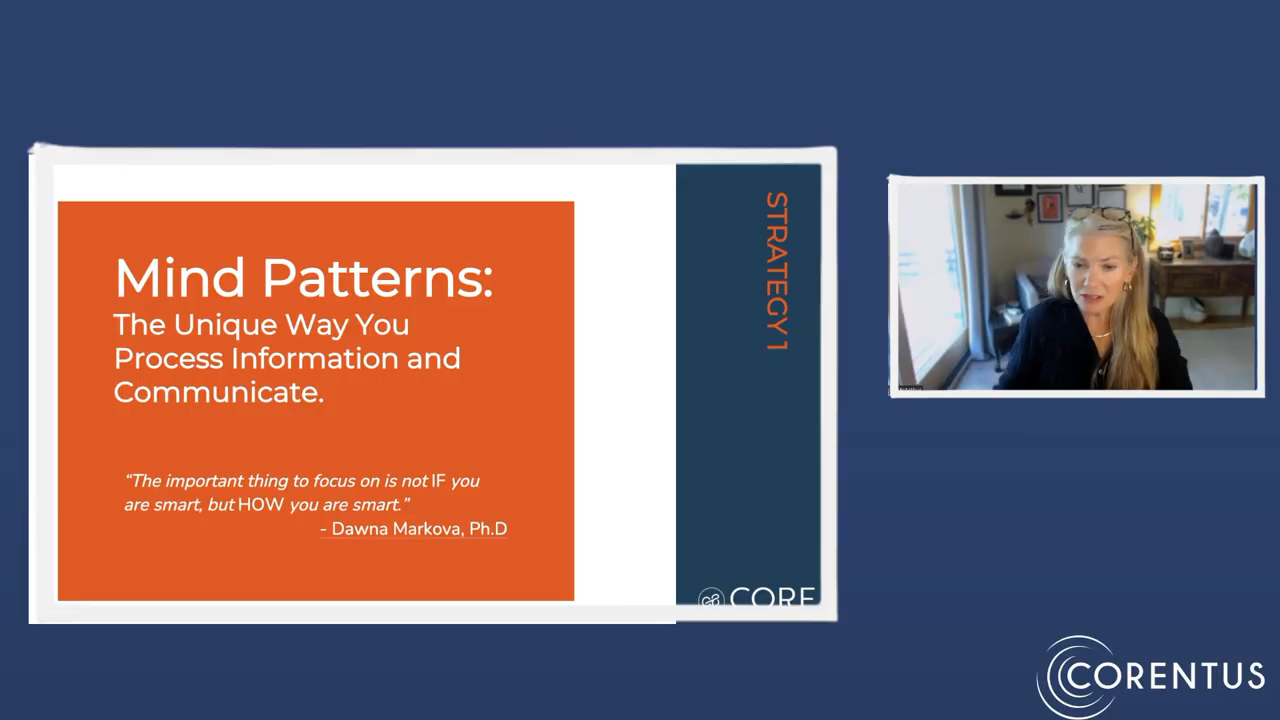 Mind Patterns:
The Unique Way You
Process Information and
Communicate.
“The important thing to focus on is not IF you
are smart, but HOW you are smart.”
- Dawna Markova, Ph.D
STRATEGY 1
CORE
CORENTUS